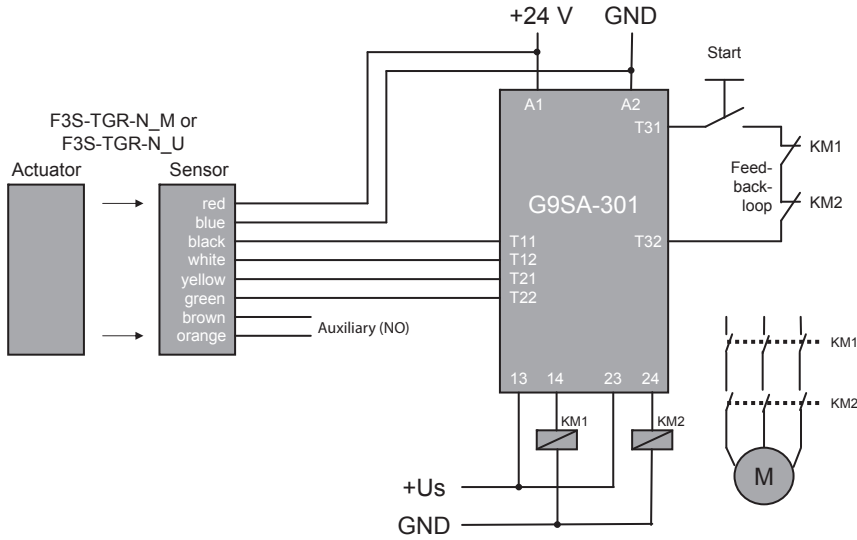 +24 V
GND
Start
A1
A2
T31
F3S-TGR-N_M or
F3S-TGR-N_U
Actuator
Sensor
KM1
Feed-
back-
loop
KM2
G9SA-301
red
blue
black
white
yellow
green
brown
orange
T11
T12
T21
T22
T32
Auxiliary (NO)
13
14
23
24
KM1
KM2
KM1
KM2
M
+Us
GND